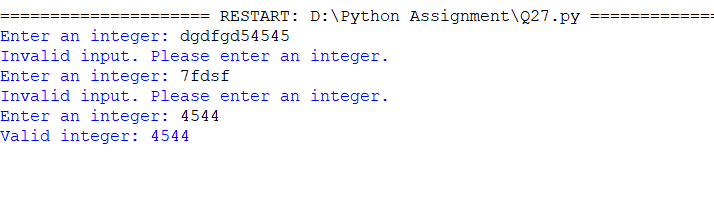 ===================== RESTART: D:\Python Assignment\Q27.py =============
Enter an integer: dgdfgd54545
Invalid input. Please enter an integer.
Enter an integer: 7fdsf
Invalid input. Please enter an integer.
Enter an integer: 4544
Valid integer: 4544